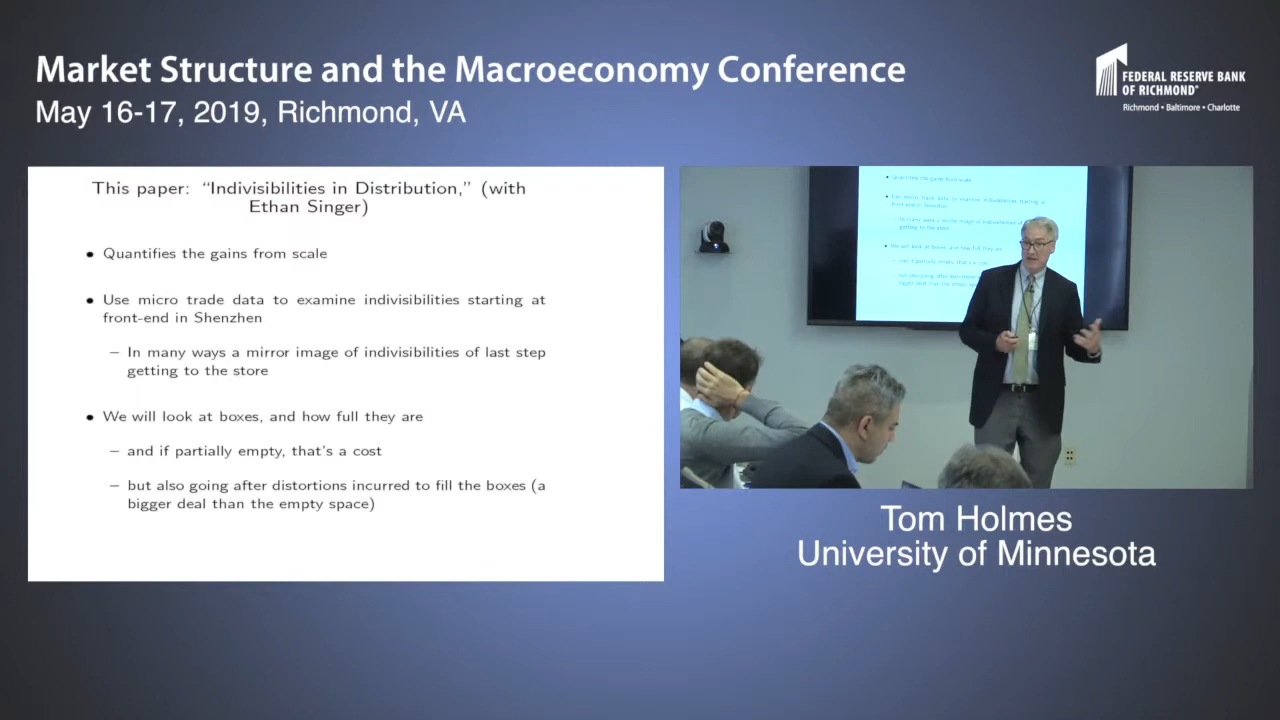 Market Structure and the Macroeconomy Conference
May 16-17, 2019, Richmond, VA
FEDERAL RESERVE BANK
OF RICHMOND®
Richmond • Baltimore • Charlotte
This paper: “Indivisibilities in Distribution,” (with
Ethan Singer)
• Quantifies the gains from scale
• Use micro trade data to examine indivisibilities starting at
front-end in Shenzhen
– In many ways a mirror image of indivisibilities of last step
getting to the store
• We will look at boxes, and how full they are
– and if partially empty, that’s a cost
– but also going after distortions incurred to fill the boxes (a
bigger deal than the empty space)
Tom Holmes
University of Minnesota